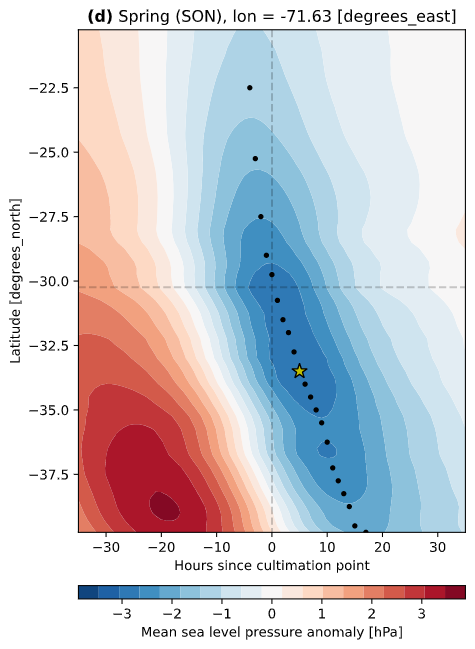 (d) Spring (SON), lon = -71.63 [degrees_east]
−22.5
−25.0
−27.5
−30.0
−32.5
−35.0
−37.5
Latitude [degrees_north]
−30 −20 −10 0 10 20 30
Hours since cultimation point
−3 −2 −1 0 1 2 3
Mean sea level pressure anomaly [hPa]